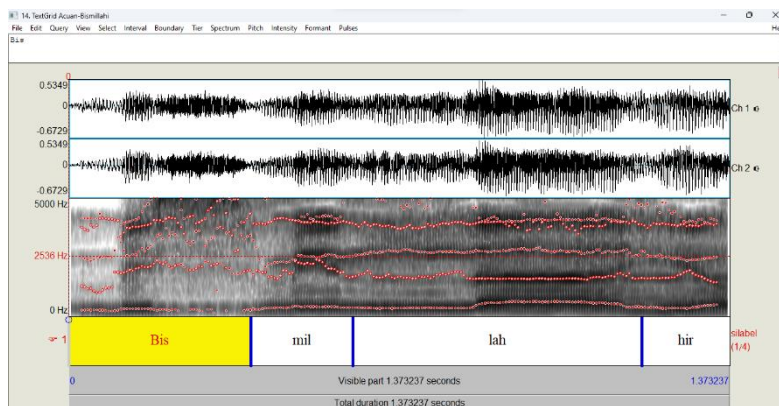 14. TextGrid Acuan-Bismillahi
File Edit Query View Select Interval Boundary Tier Spectrum Pitch Intensity Formant Pulses He
Bis
0
0.5349
0
-0.6729
Ch 1
0.5349
0
-0.6729
Ch 2
5000 Hz
2536 Hz
0 Hz
1 Bis mil lah hir silabel
(1/4)
0 Visible part 1.373237 seconds 1.373237
Total duration 1.373237 seconds